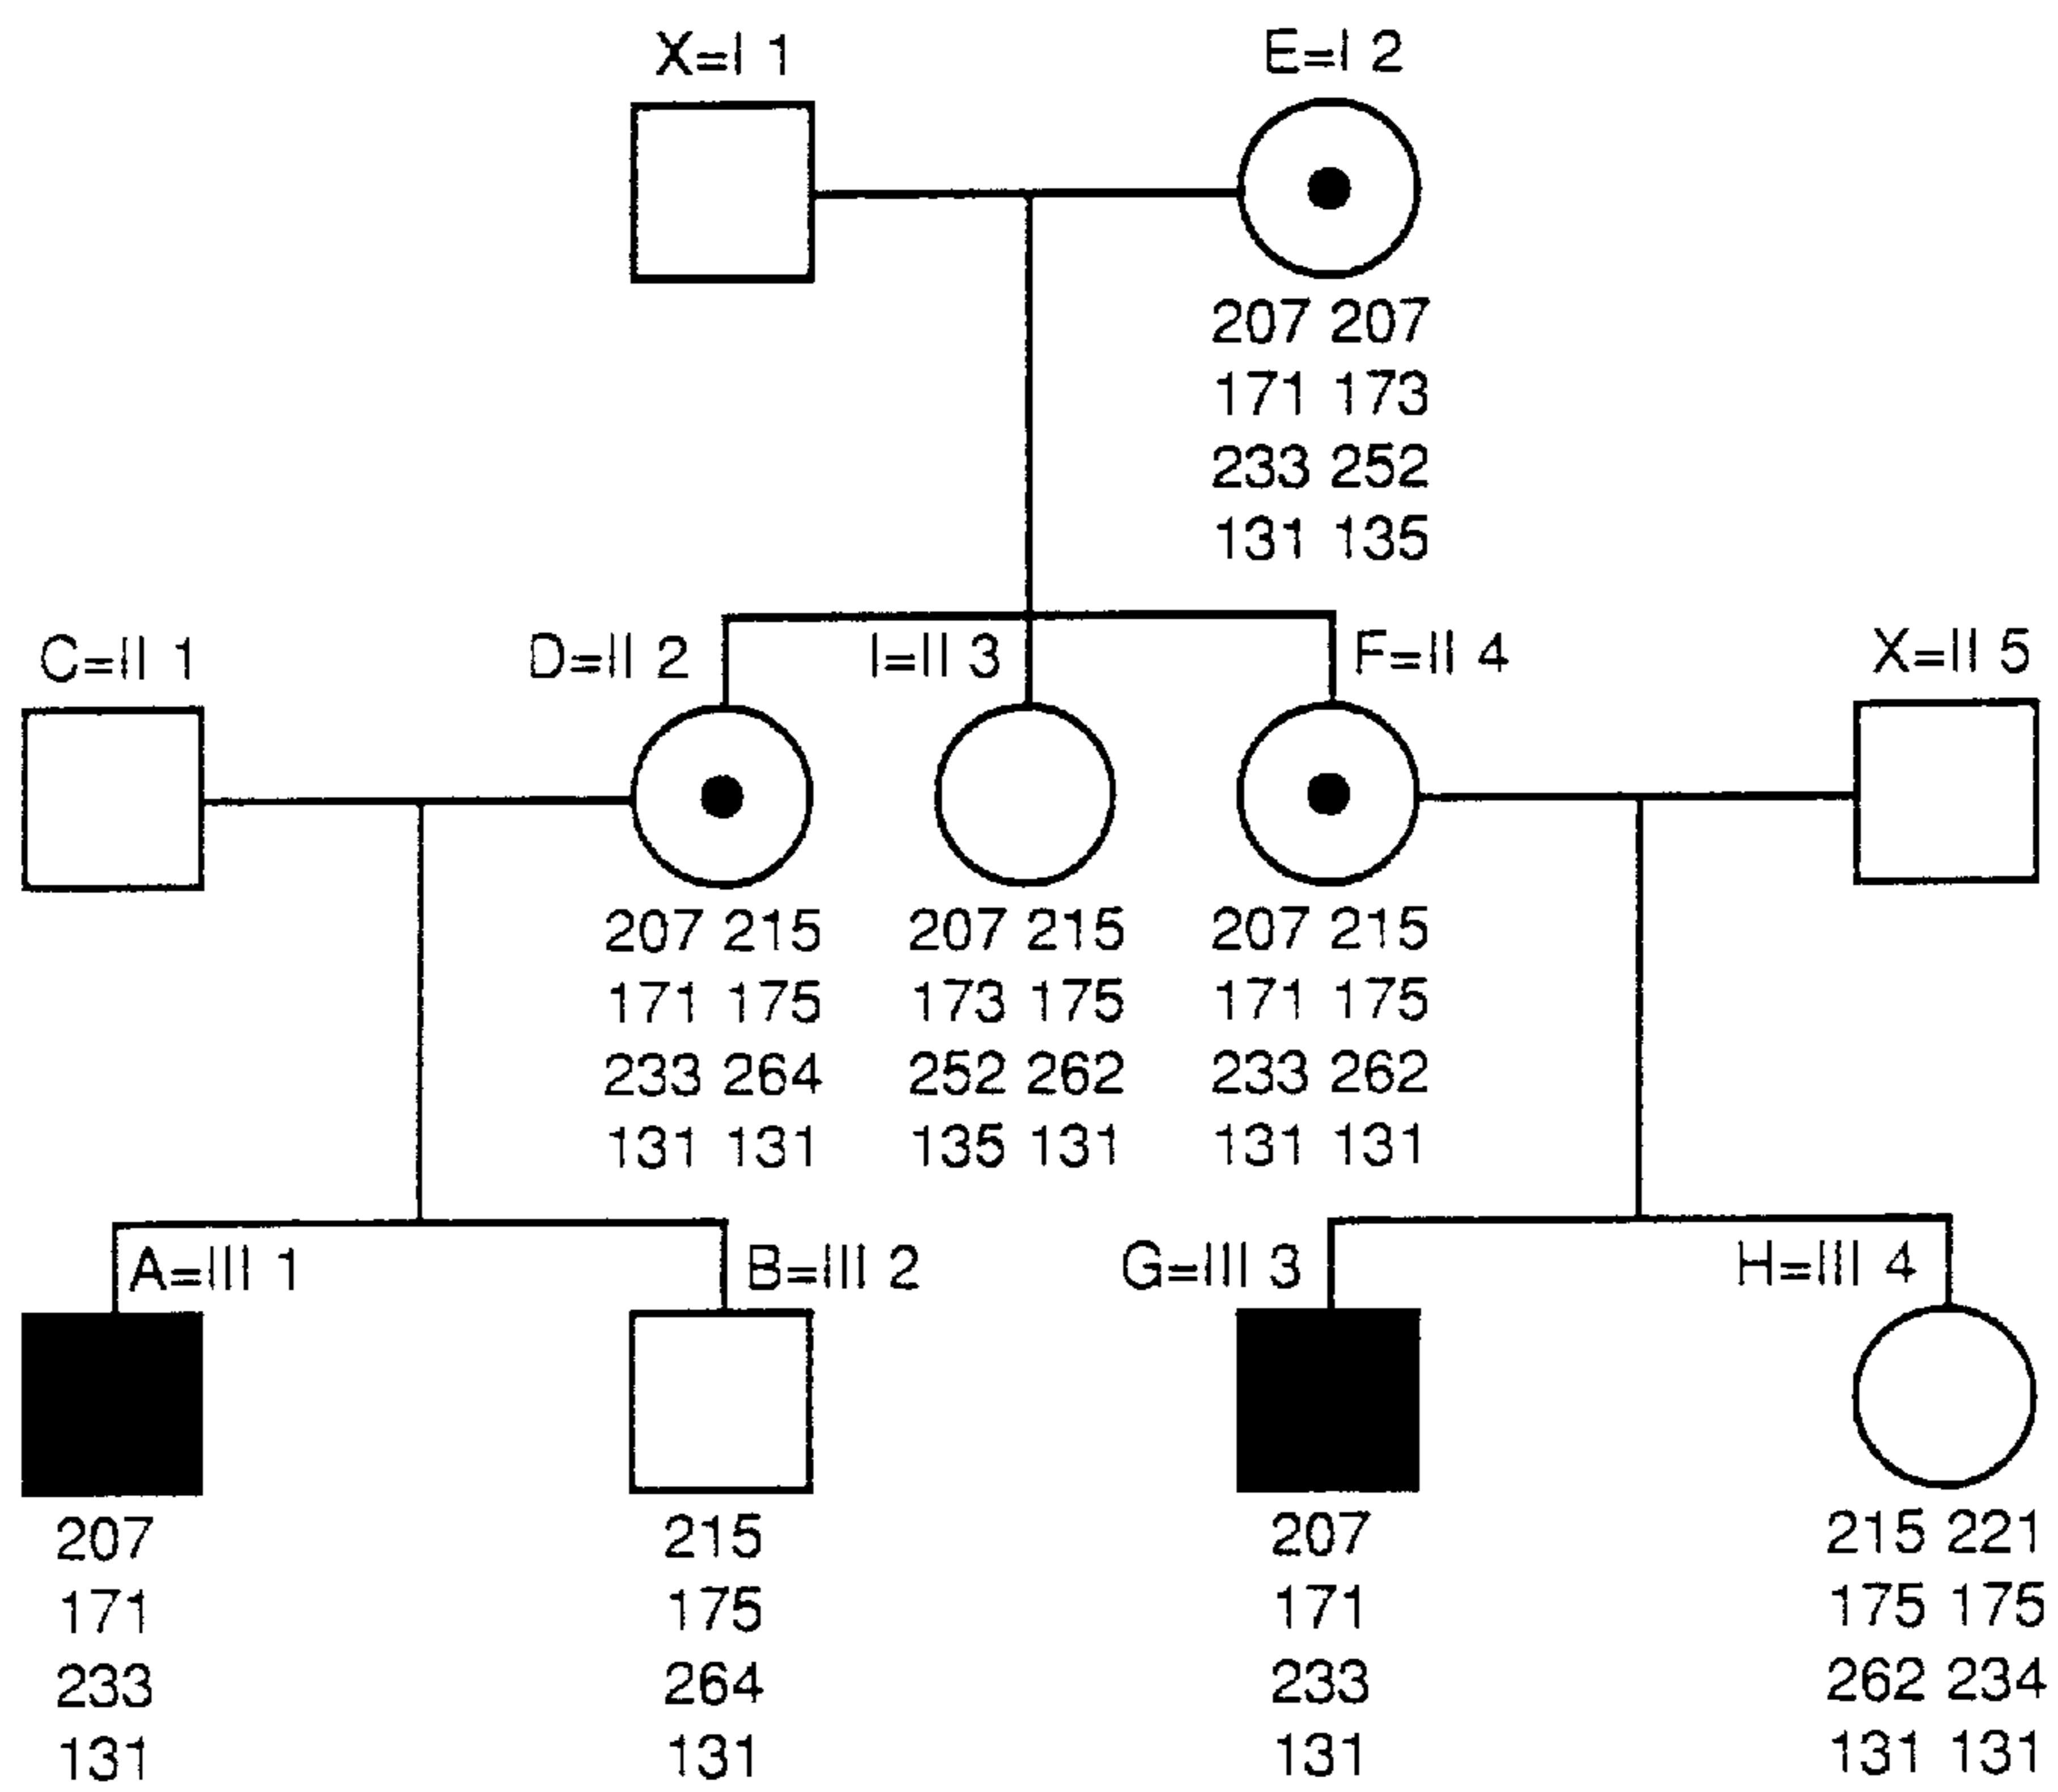 X=I 1 E=I 2
207 207
171 173
233 252
131 135
C=II 1 D=II 2 I=II 3 F=II 4 X=II 5
207 215 207 215 207 215
171 175 173 175 171 175
233 264 252 262 233 262
131 131 135 131 131 131
A=III 1 B=III 2 G=III 3 H=III 4
207 215 207 215 221
171 175 171 175 175
233 264 233 262 234
131 131 131 131 131